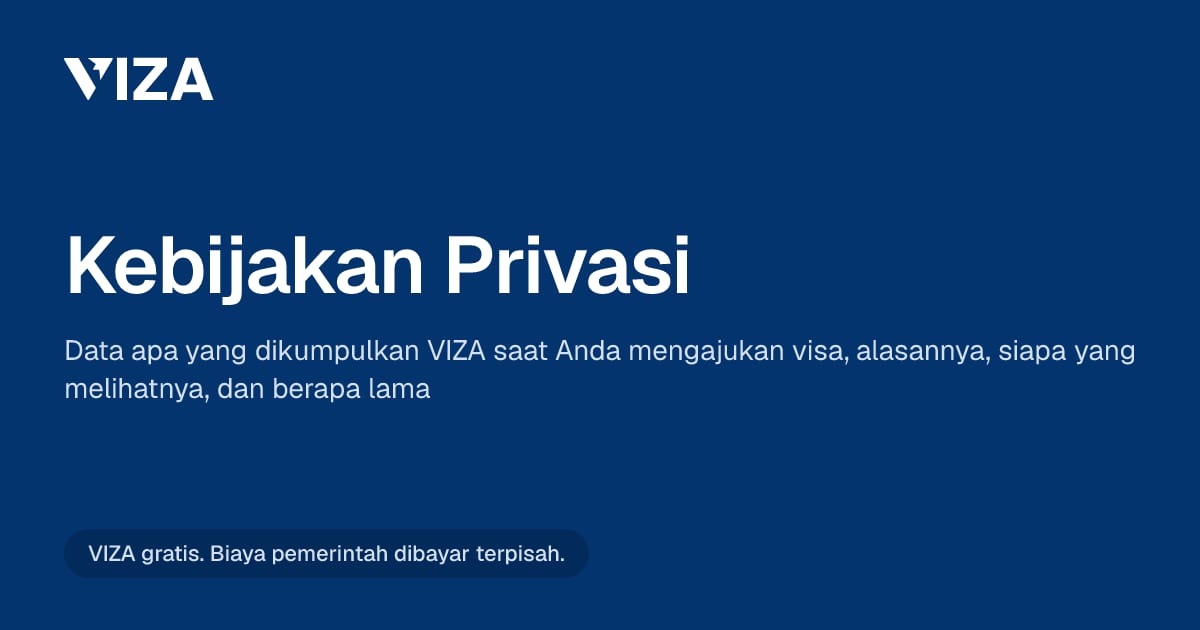 VIZA
Kebijakan Privasi
Data apa yang dikumpulkan VIZA saat Anda mengajukan visa, alasannya, siapa yang
melihatnya, dan berapa lama
VIZA gratis. Biaya pemerintah dibayar terpisah.